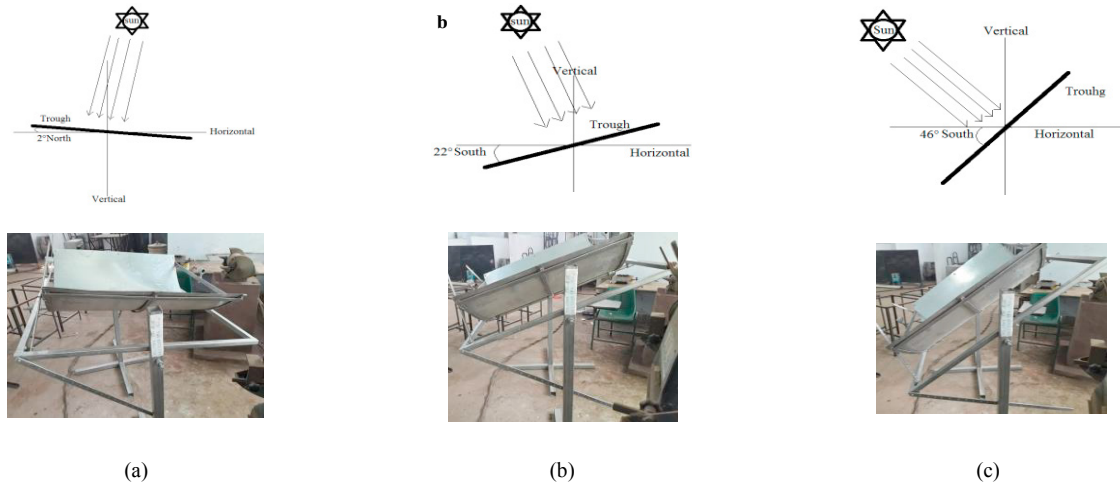 sun
Trough
Horizontal
2°North
Vertical
b
sun
Vertical
Trough
22° South
Horizontal
Sun
Vertical
Trouhg
46° South
Horizontal
(a)
(b)
(c)